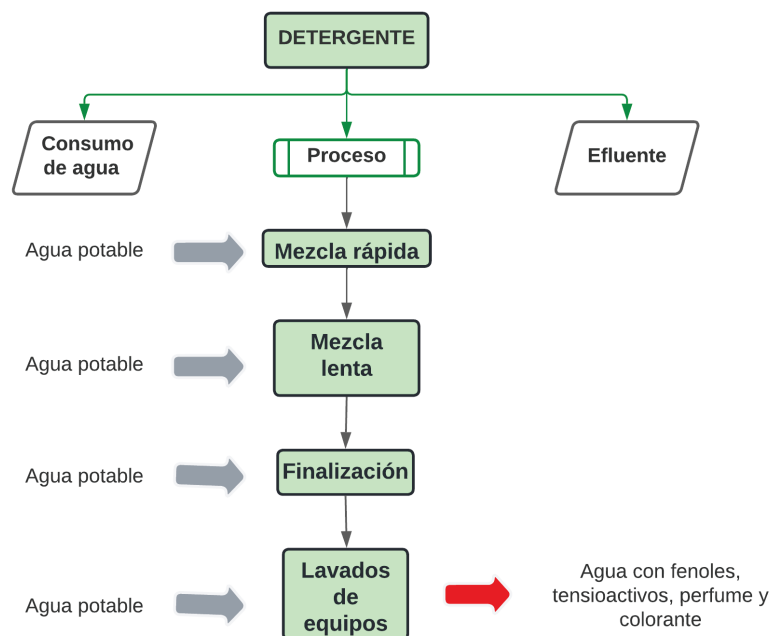 DETERGENTE
Consumo
de agua
Proceso
Efluente
Agua potable
Mezcla rápida
Agua potable
Mezcla
lenta
Agua potable
Finalización
Agua potable
Lavados
de
equipos
Agua con fenoles,
tensioactivos, perfume y
colorante